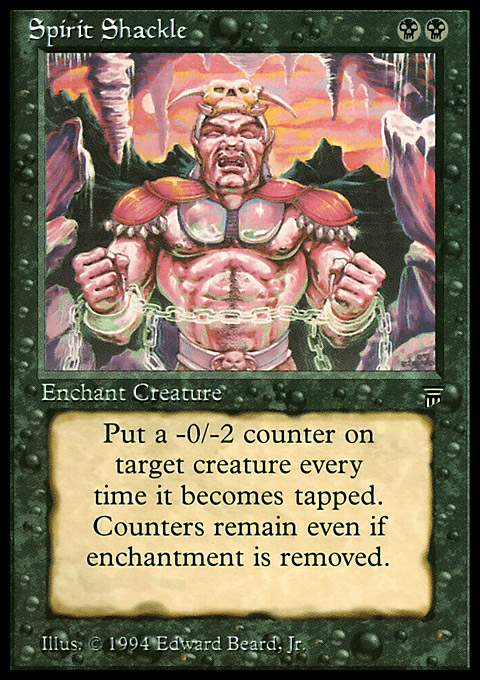 Spirit Shackle
Enchant Creature
Put a -0/-2 counter on
target creature every
time it becomes tapped.
Counters remain even if
enchantment is removed.
Illus. © 1994 Edward Beard, Jr.